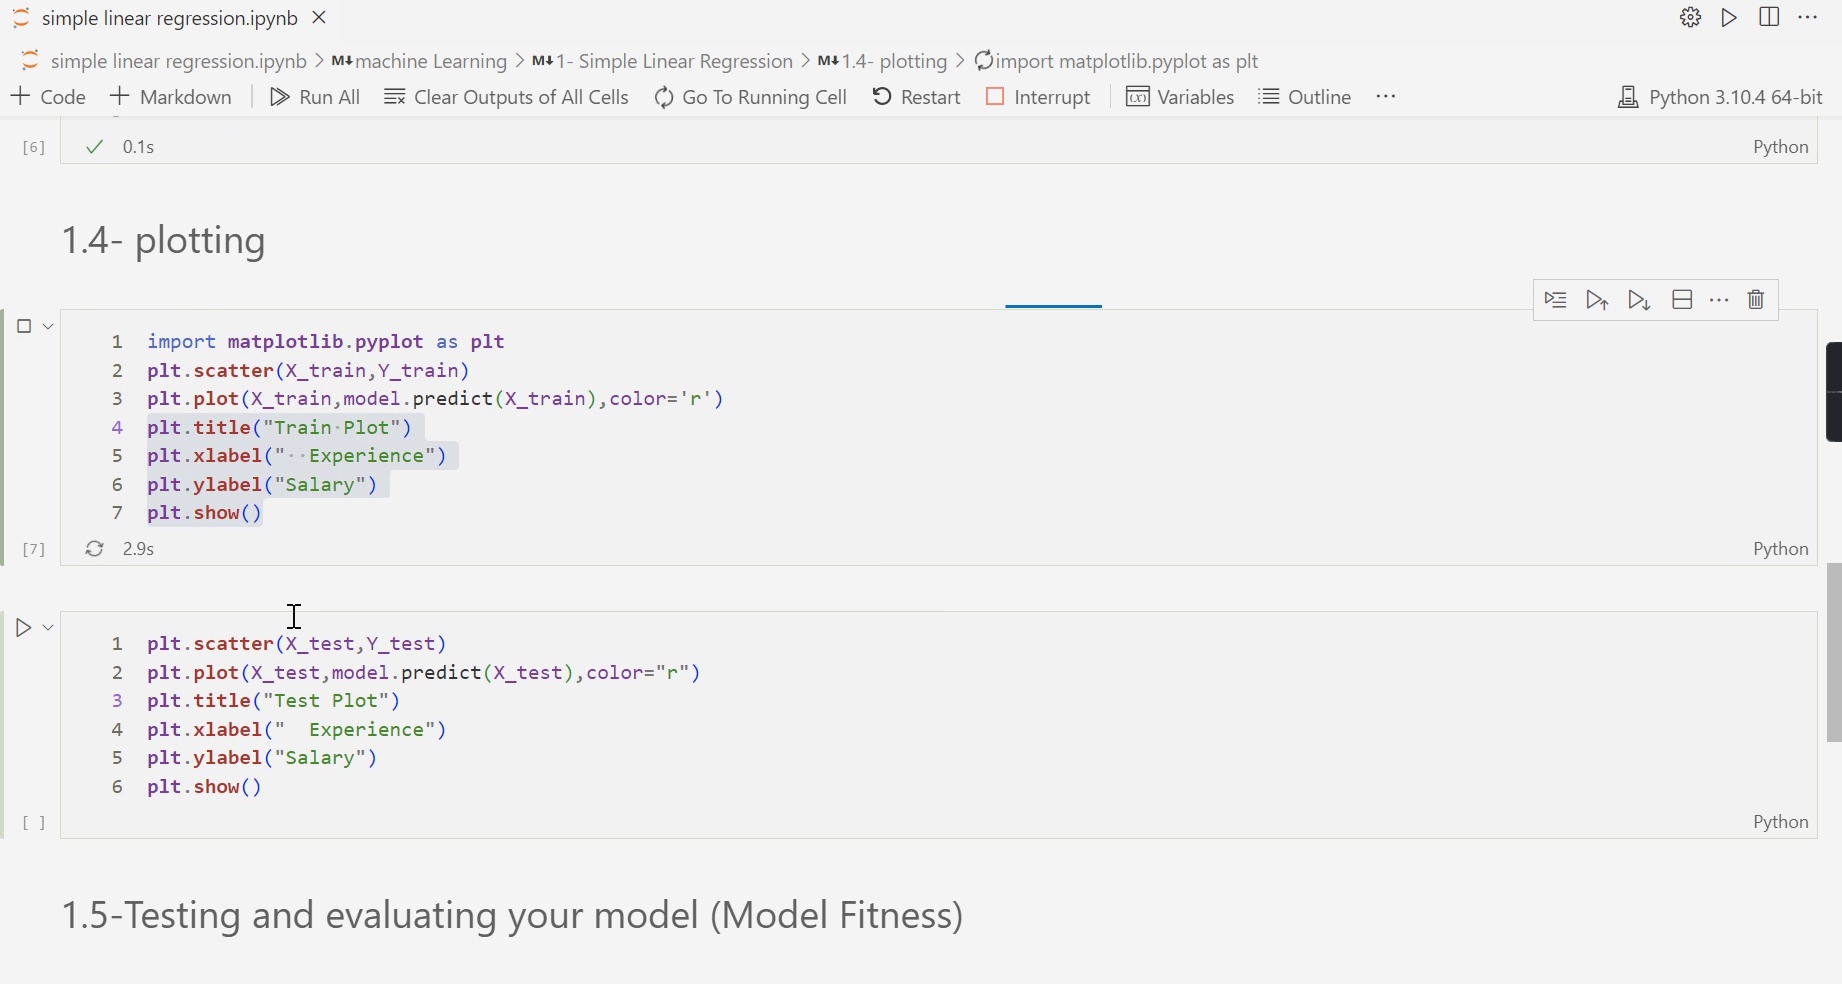 simple linear regression.ipynb
simple linear regression.ipynb > M↓ machine Learning > M↓ 1- Simple Linear Regression > M↓ 1.4- plotting > import matplotlib.pyplot as plt
+ Code + Markdown Run All Clear Outputs of All Cells Go To Running Cell Restart Interrupt Variables Outline ... Python 3.10.4 64-bit
[6] ✓ 0.1s Python
1.4- plotting
1 import matplotlib.pyplot as plt
2 plt.scatter(X_train,Y_train)
3 plt.plot(X_train,model.predict(X_train),color='r')
4 plt.title("Train·Plot")
5 plt.xlabel("··Experience")
6 plt.ylabel("Salary")
7 plt.show()
[7] 2.9s Python
1 plt.scatter(X_test,Y_test)
2 plt.plot(X_test,model.predict(X_test),color="r")
3 plt.title("Test Plot")
4 plt.xlabel("  Experience")
5 plt.ylabel("Salary")
6 plt.show()
[ ] Python
1.5-Testing and evaluating your model (Model Fitness)